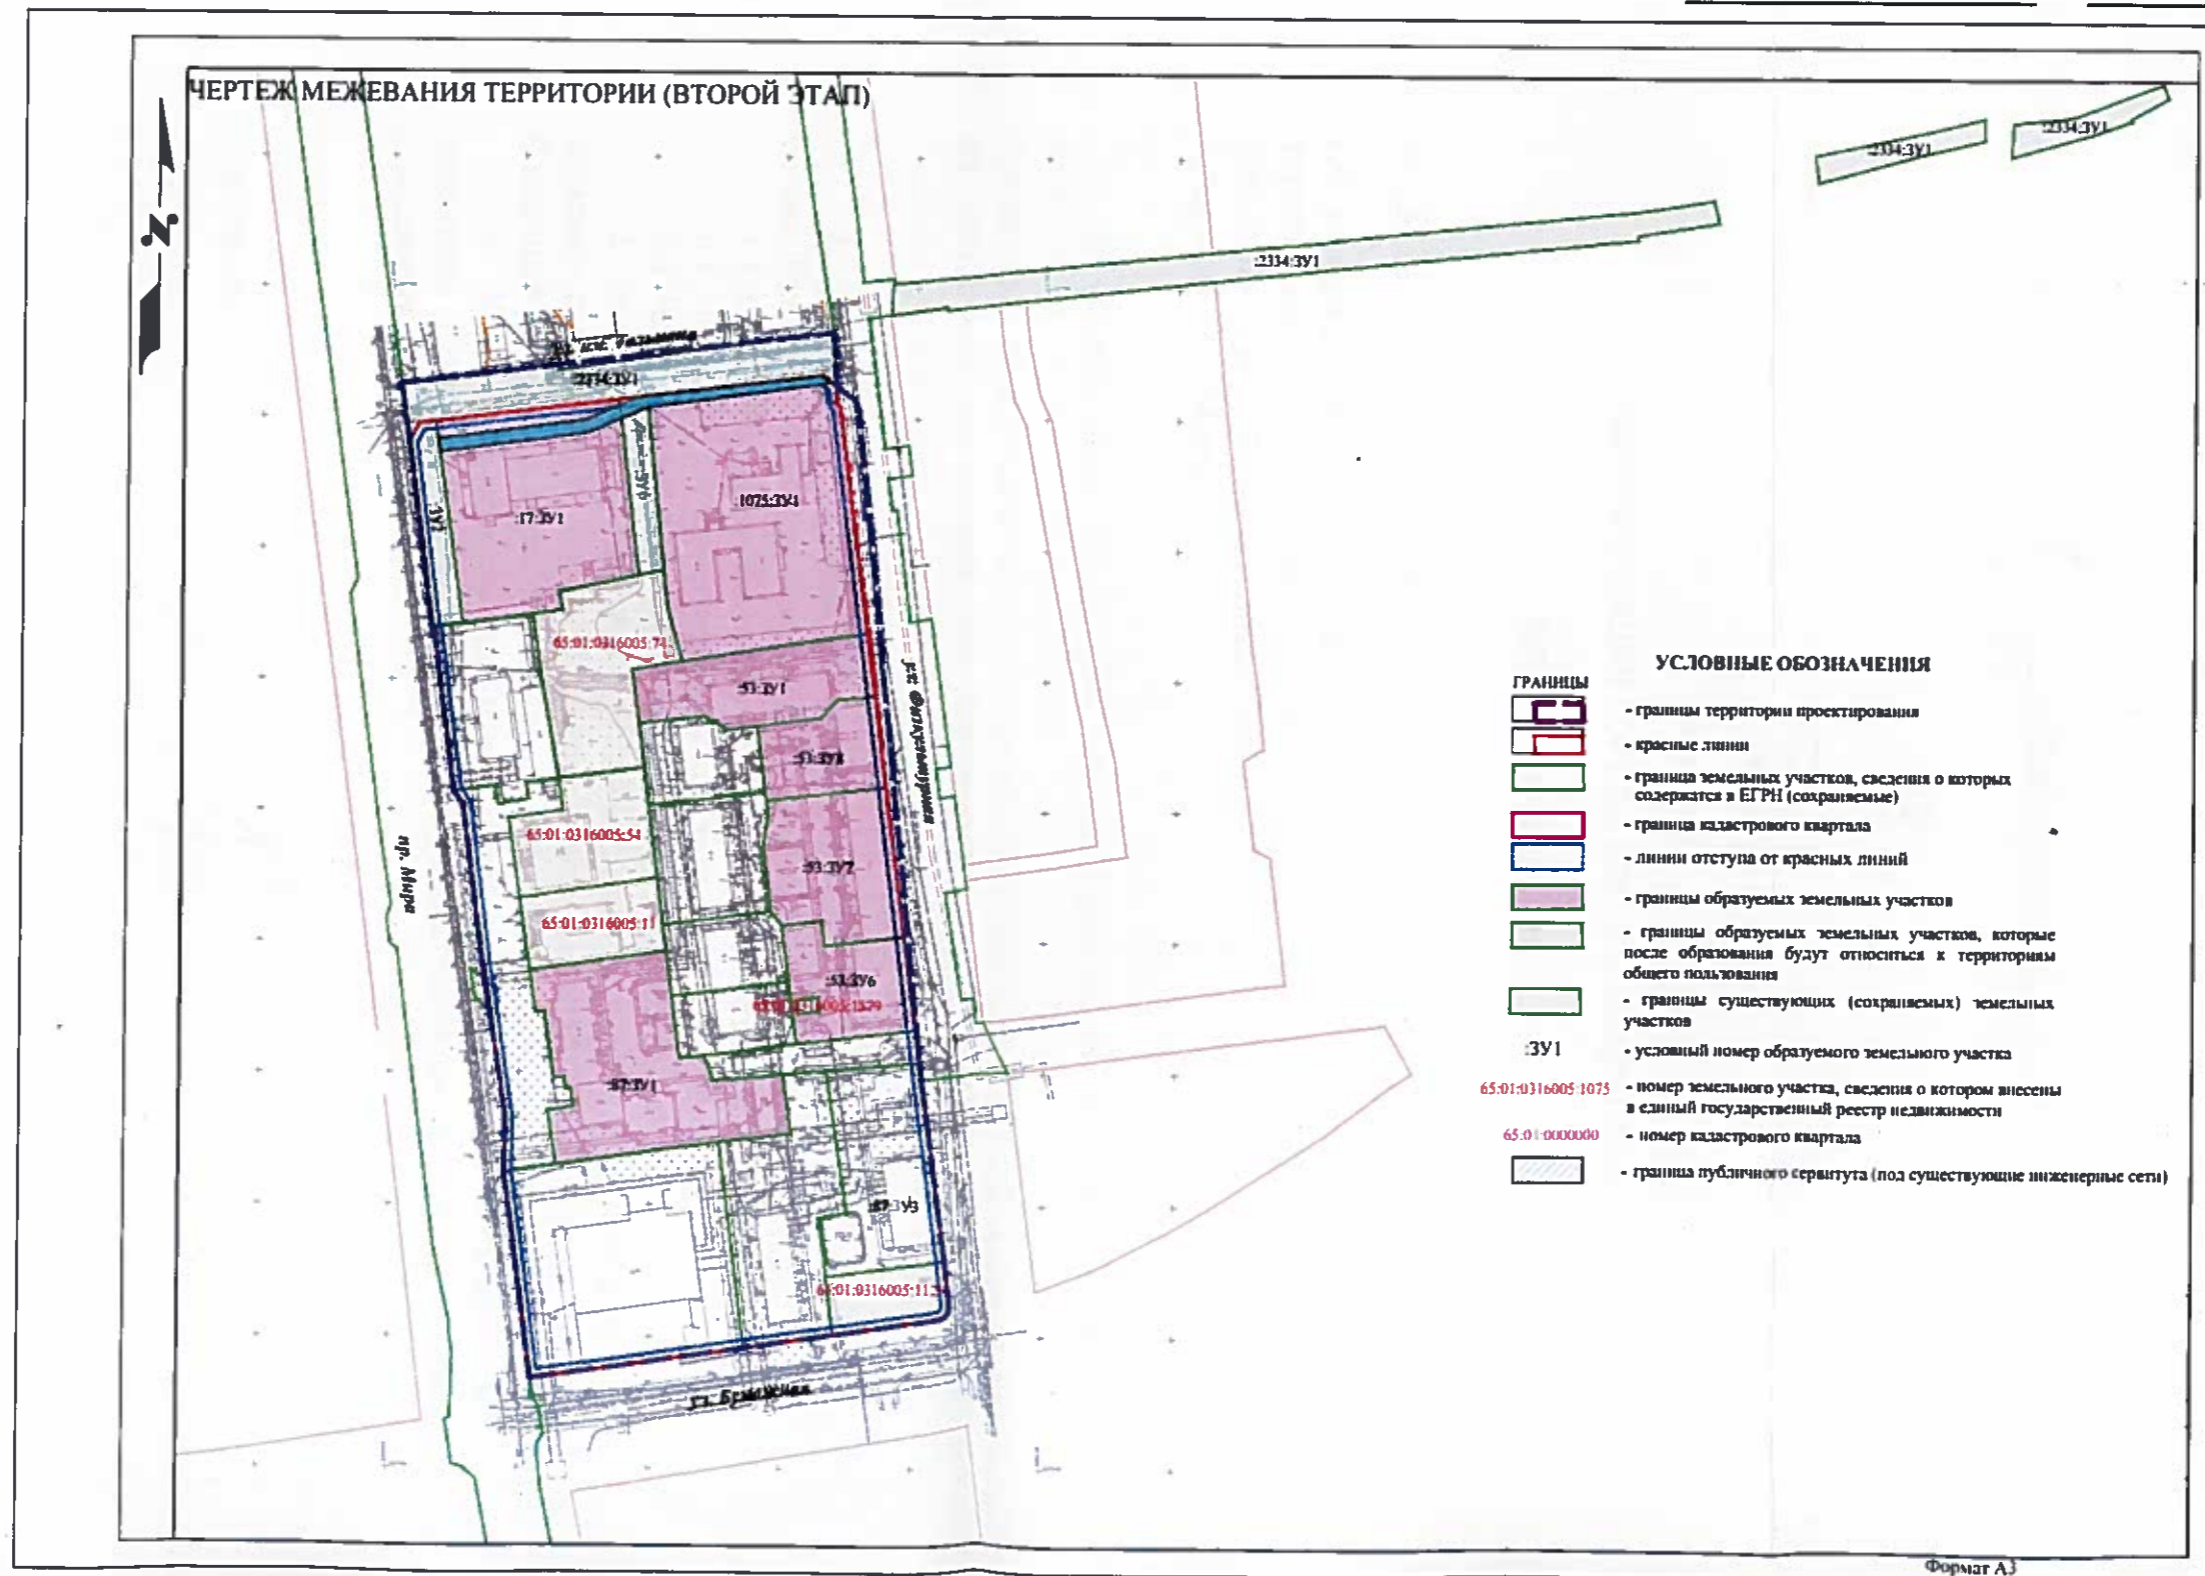 ЧЕРТЕЖ МЕЖЕВАНИЯ ТЕРРИТОРИИ (ВТОРОЙ ЭТАП)
:2334:ЗУ1
:2334:ЗУ1
:2334:ЗУ1
:2334:ЗУ1
:17:ЗУ1
1075:ЗУ1
65:01:0316005:74
:53:ЗУ1
:53:ЗУ8
ул. Физкультурная
65:01:0316005:54
:53:ЗУ7
пр. Мира
65:01:0316005:11
:53:ЗУ6
:87:ЗУ1
:87:ЗУ3
ул. Бумажная
УСЛОВНЫЕ ОБОЗНАЧЕНИЯ
ГРАНИЦЫ
- границы территории проектирования
- красные линии
- граница земельных участков, сведения о которых
содержатся в ЕГРН (сохраняемые)
- граница кадастрового квартала
- линии отступа от красных линий
- границы образуемых земельных участков
- границы образуемых земельных участков, которые
после образования будут относиться к территориям
общего пользования
- границы существующих (сохраняемых) земельных
участков
:ЗУ1 - условный номер образуемого земельного участка
65:01:0316005:1075 - номер земельного участка, сведения о котором внесены
в единый государственный реестр недвижимости
65:01:0000000 - номер кадастрового квартала
- граница публичного сервитута (под существующие инженерные сети)
Формат А3